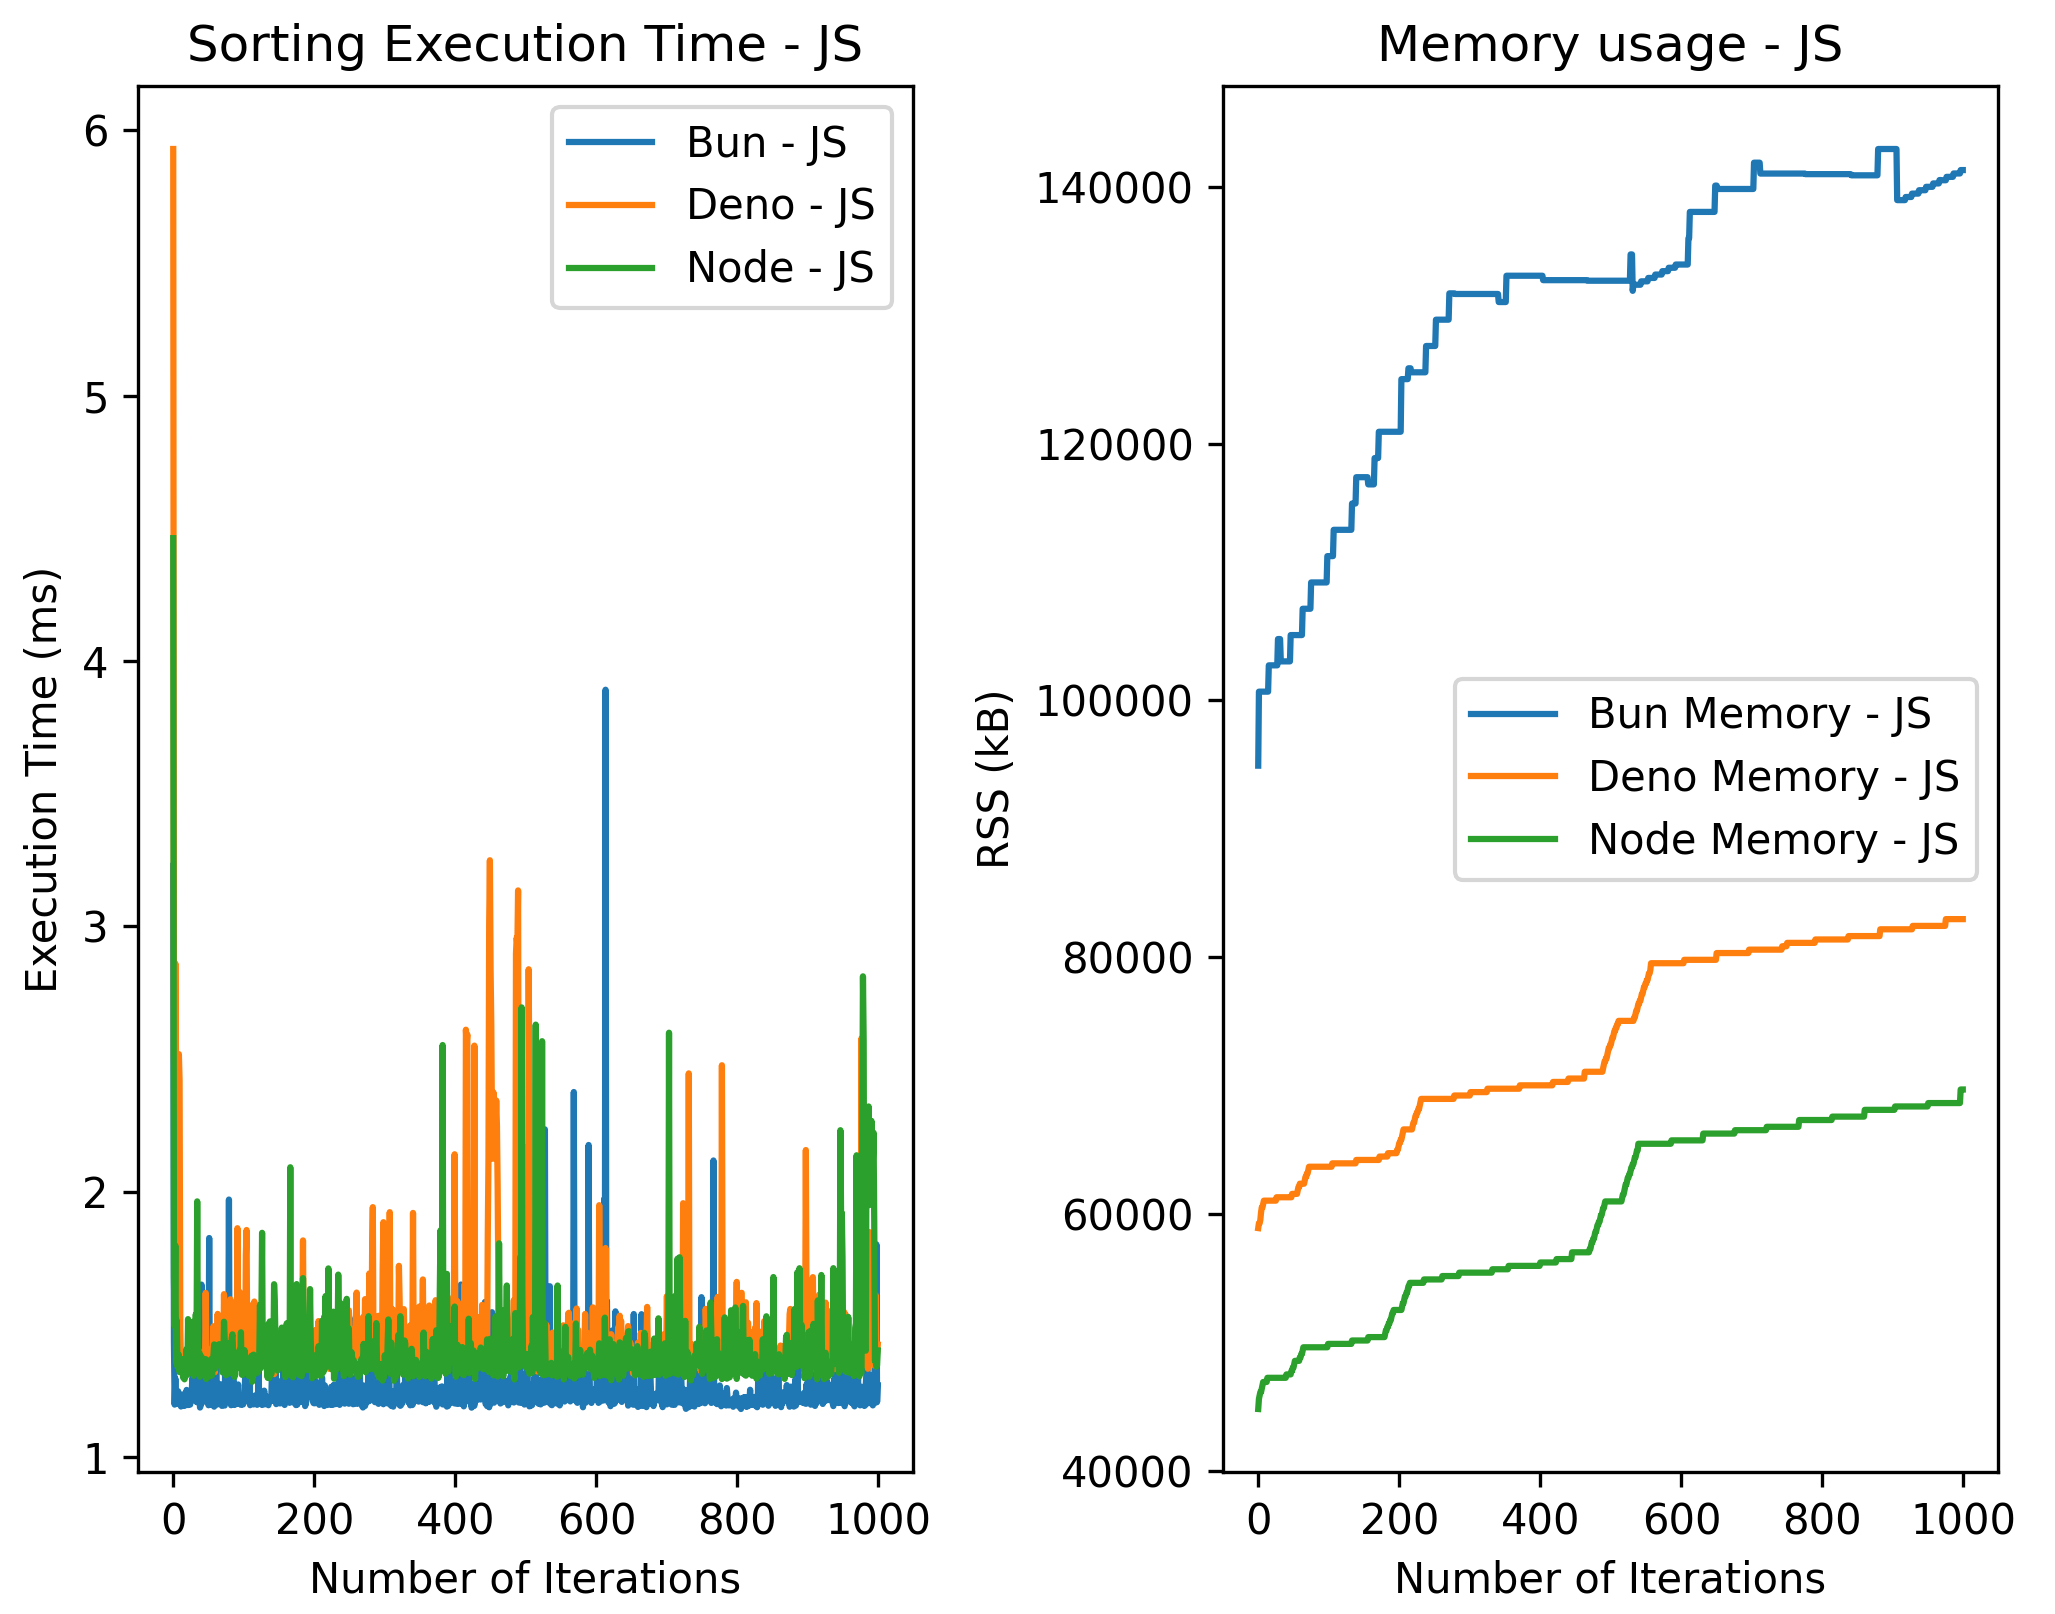 Sorting Execution Time - JS
6
5
4
3
2
1
Execution Time (ms)
Bun - JS
Deno - JS
Node - JS
0 200 400 600 800 1000
Number of Iterations
Memory usage - JS
140000
120000
100000
80000
60000
40000
RSS (kB)
Bun Memory - JS
Deno Memory - JS
Node Memory - JS
0 200 400 600 800 1000
Number of Iterations